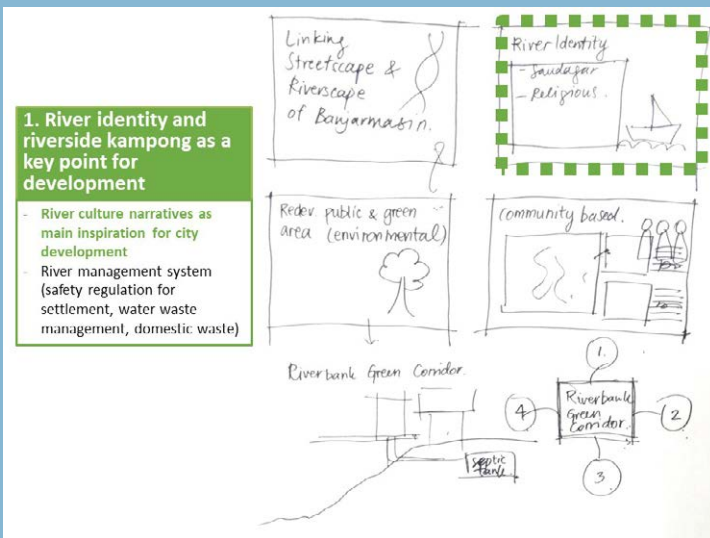 1. River identity and
riverside kampong as a
key point for
development
- River culture narratives as
main inspiration for city
development
- River management system
(safety regulation for
settlement, water waste
management, domestic waste)
Linking
Streetscape &
Riverscape
of Banjarmasin.
River Identity
- Saudagar
- Religious.
Redev. public & green
area (environmental)
Community based.
Riverbank Green Corridor.
septic
tank
1.
4
Riverbank
Green
Corridor.
2
3